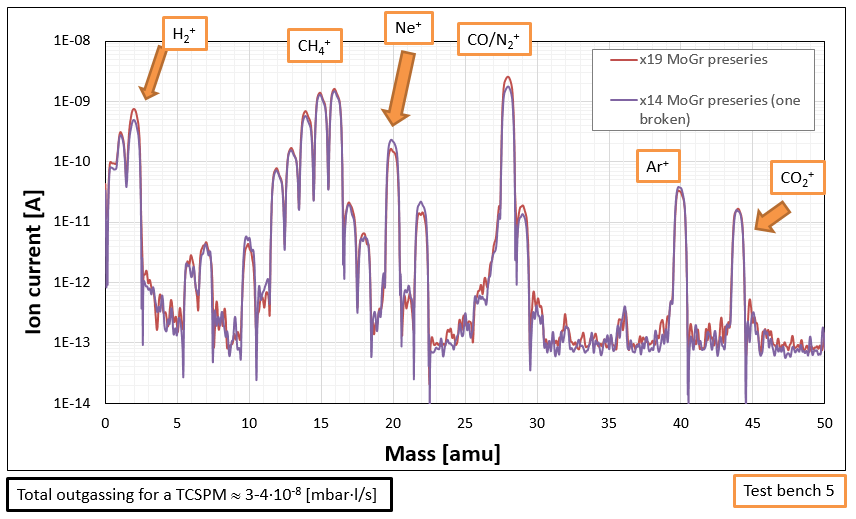 H₂⁺
CH₄⁺
Ne⁺
CO/N₂⁺
x19 MoGr preseries
x14 MoGr preseries (one
broken)
Ar⁺
CO₂⁺
Ion current [A]
1E-08
1E-09
1E-10
1E-11
1E-12
1E-13
1E-14
0 5 10 15 20 25 30 35 40 45 50
Mass [amu]
Total outgassing for a TCSPM ≈ 3-4·10⁻⁸ [mbar·l/s]
Test bench 5